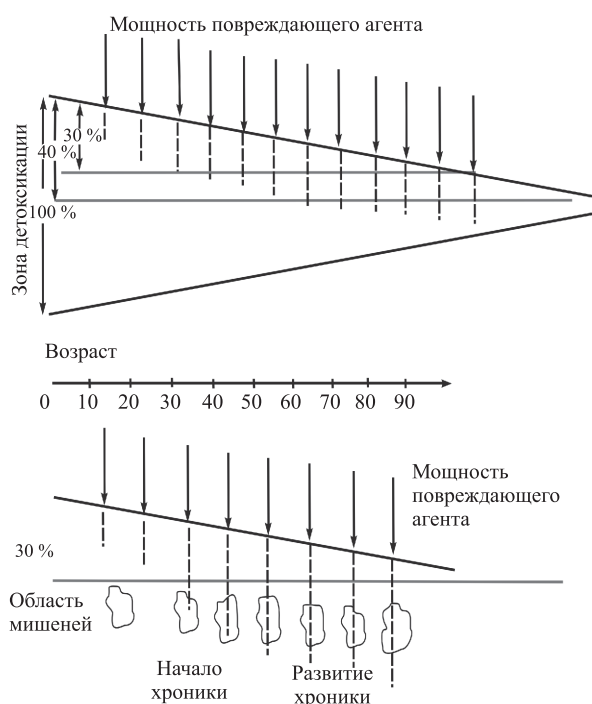 Мощность повреждающего агента
30 %
40 %
100 %
Зона детоксикации
Возраст
0 10 20 30 40 50 60 70 80 90
Мощность
повреждающего
агента
30 %
Область
мишеней
Начало
хроники
Развитие
хроники